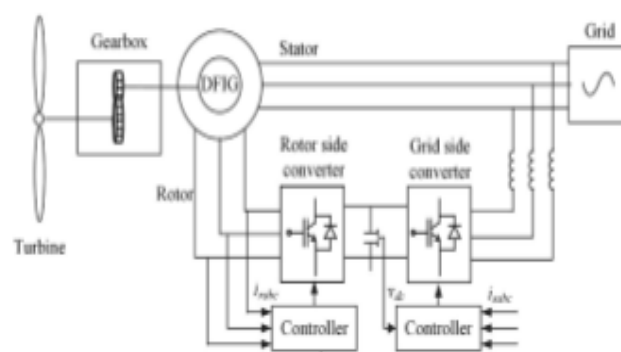 Grid
Gearbox
Stator
DFIG
Rotor side
converter
Grid side
converter
Rotor
Turbine
i_rabc
v_dc
i_sabc
Controller
Controller